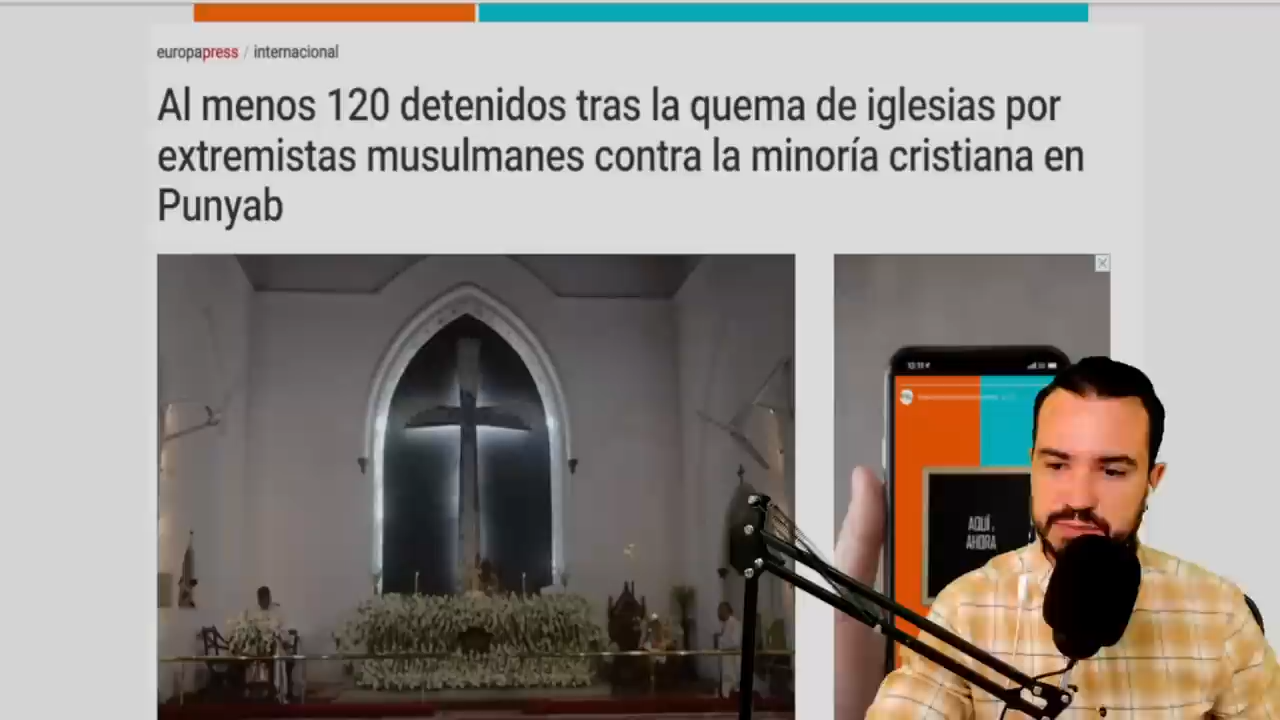 europapress / internacional
Al menos 120 detenidos tras la quema de iglesias por
extremistas musulmanes contra la minoría cristiana en
Punyab
AQUÍ,
AHORA